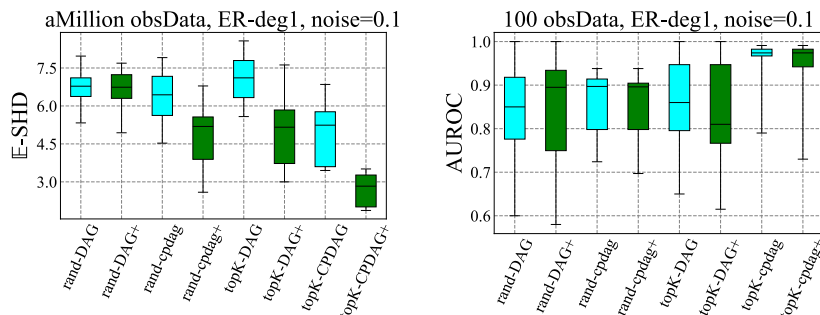 aMillion obsData, ER-deg1, noise=0.1
𝔼-SHD
7.5
6.0
4.5
3.0
rand-DAG
rand-DAG+
rand-cpdag
rand-cpdag+
topK-DAG
topK-DAG+
topK-CPDAG
topK-CPDAG+
100 obsData, ER-deg1, noise=0.1
AUROC
1.0
0.9
0.8
0.7
0.6
rand-DAG
rand-DAG+
rand-cpdag
rand-cpdag+
topK-DAG
topK-DAG+
topK-cpdag
topK-cpdag+